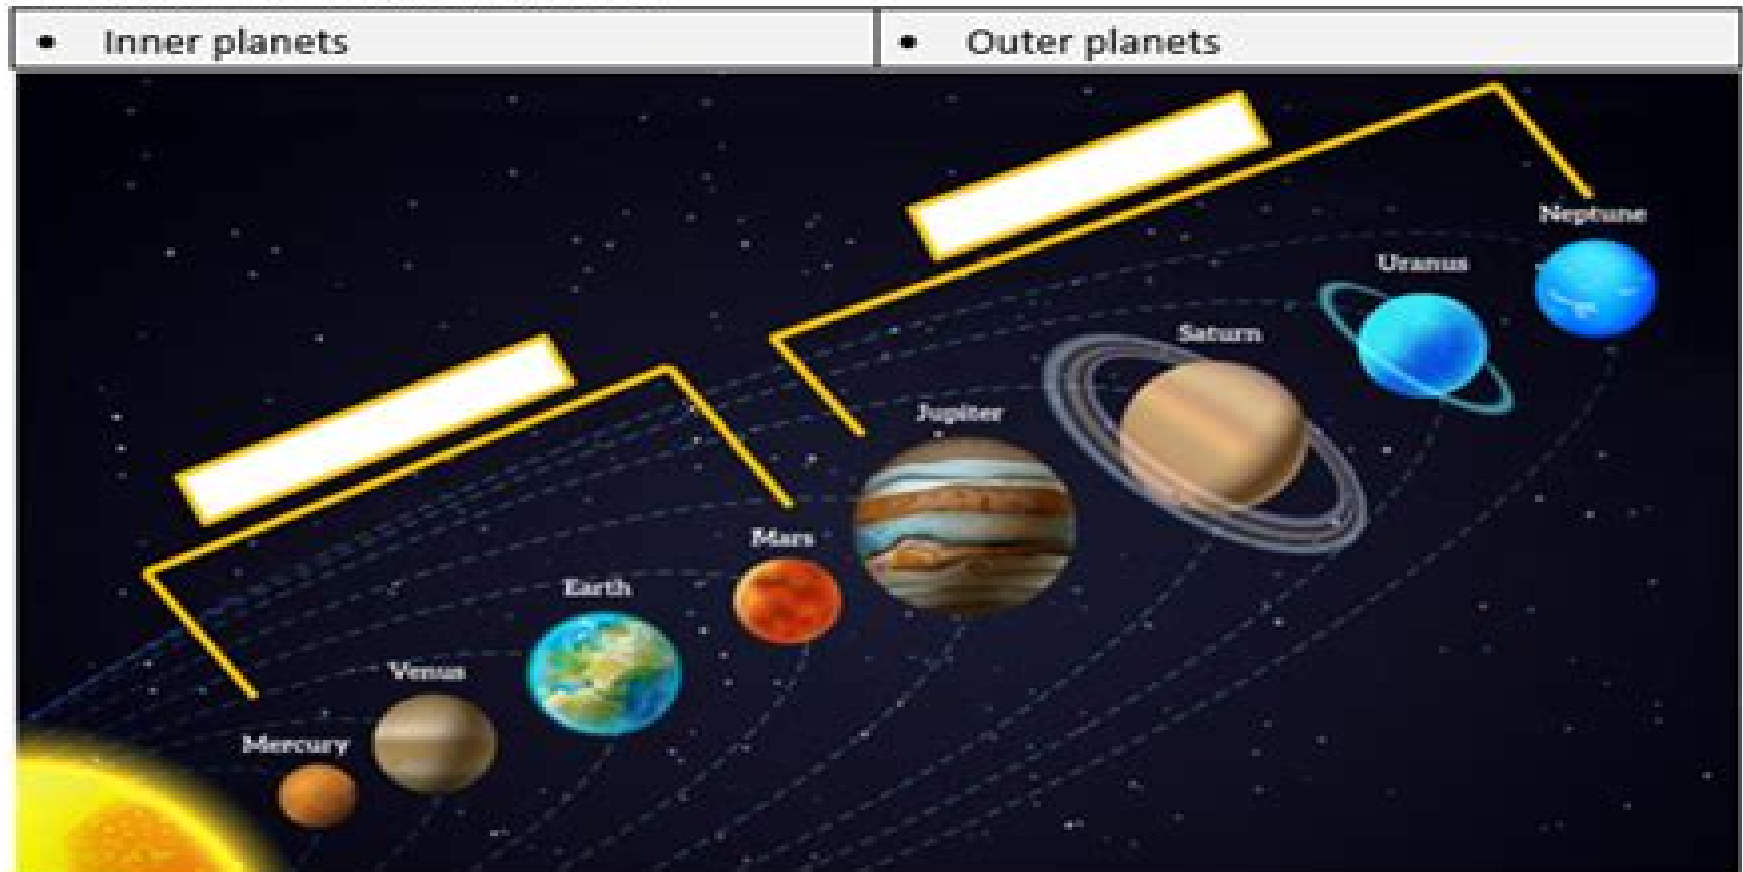 • Inner planets
• Outer planets
Neptune
Uranus
Saturn
Jupiter
Mars
Earth
Venus
Mercury